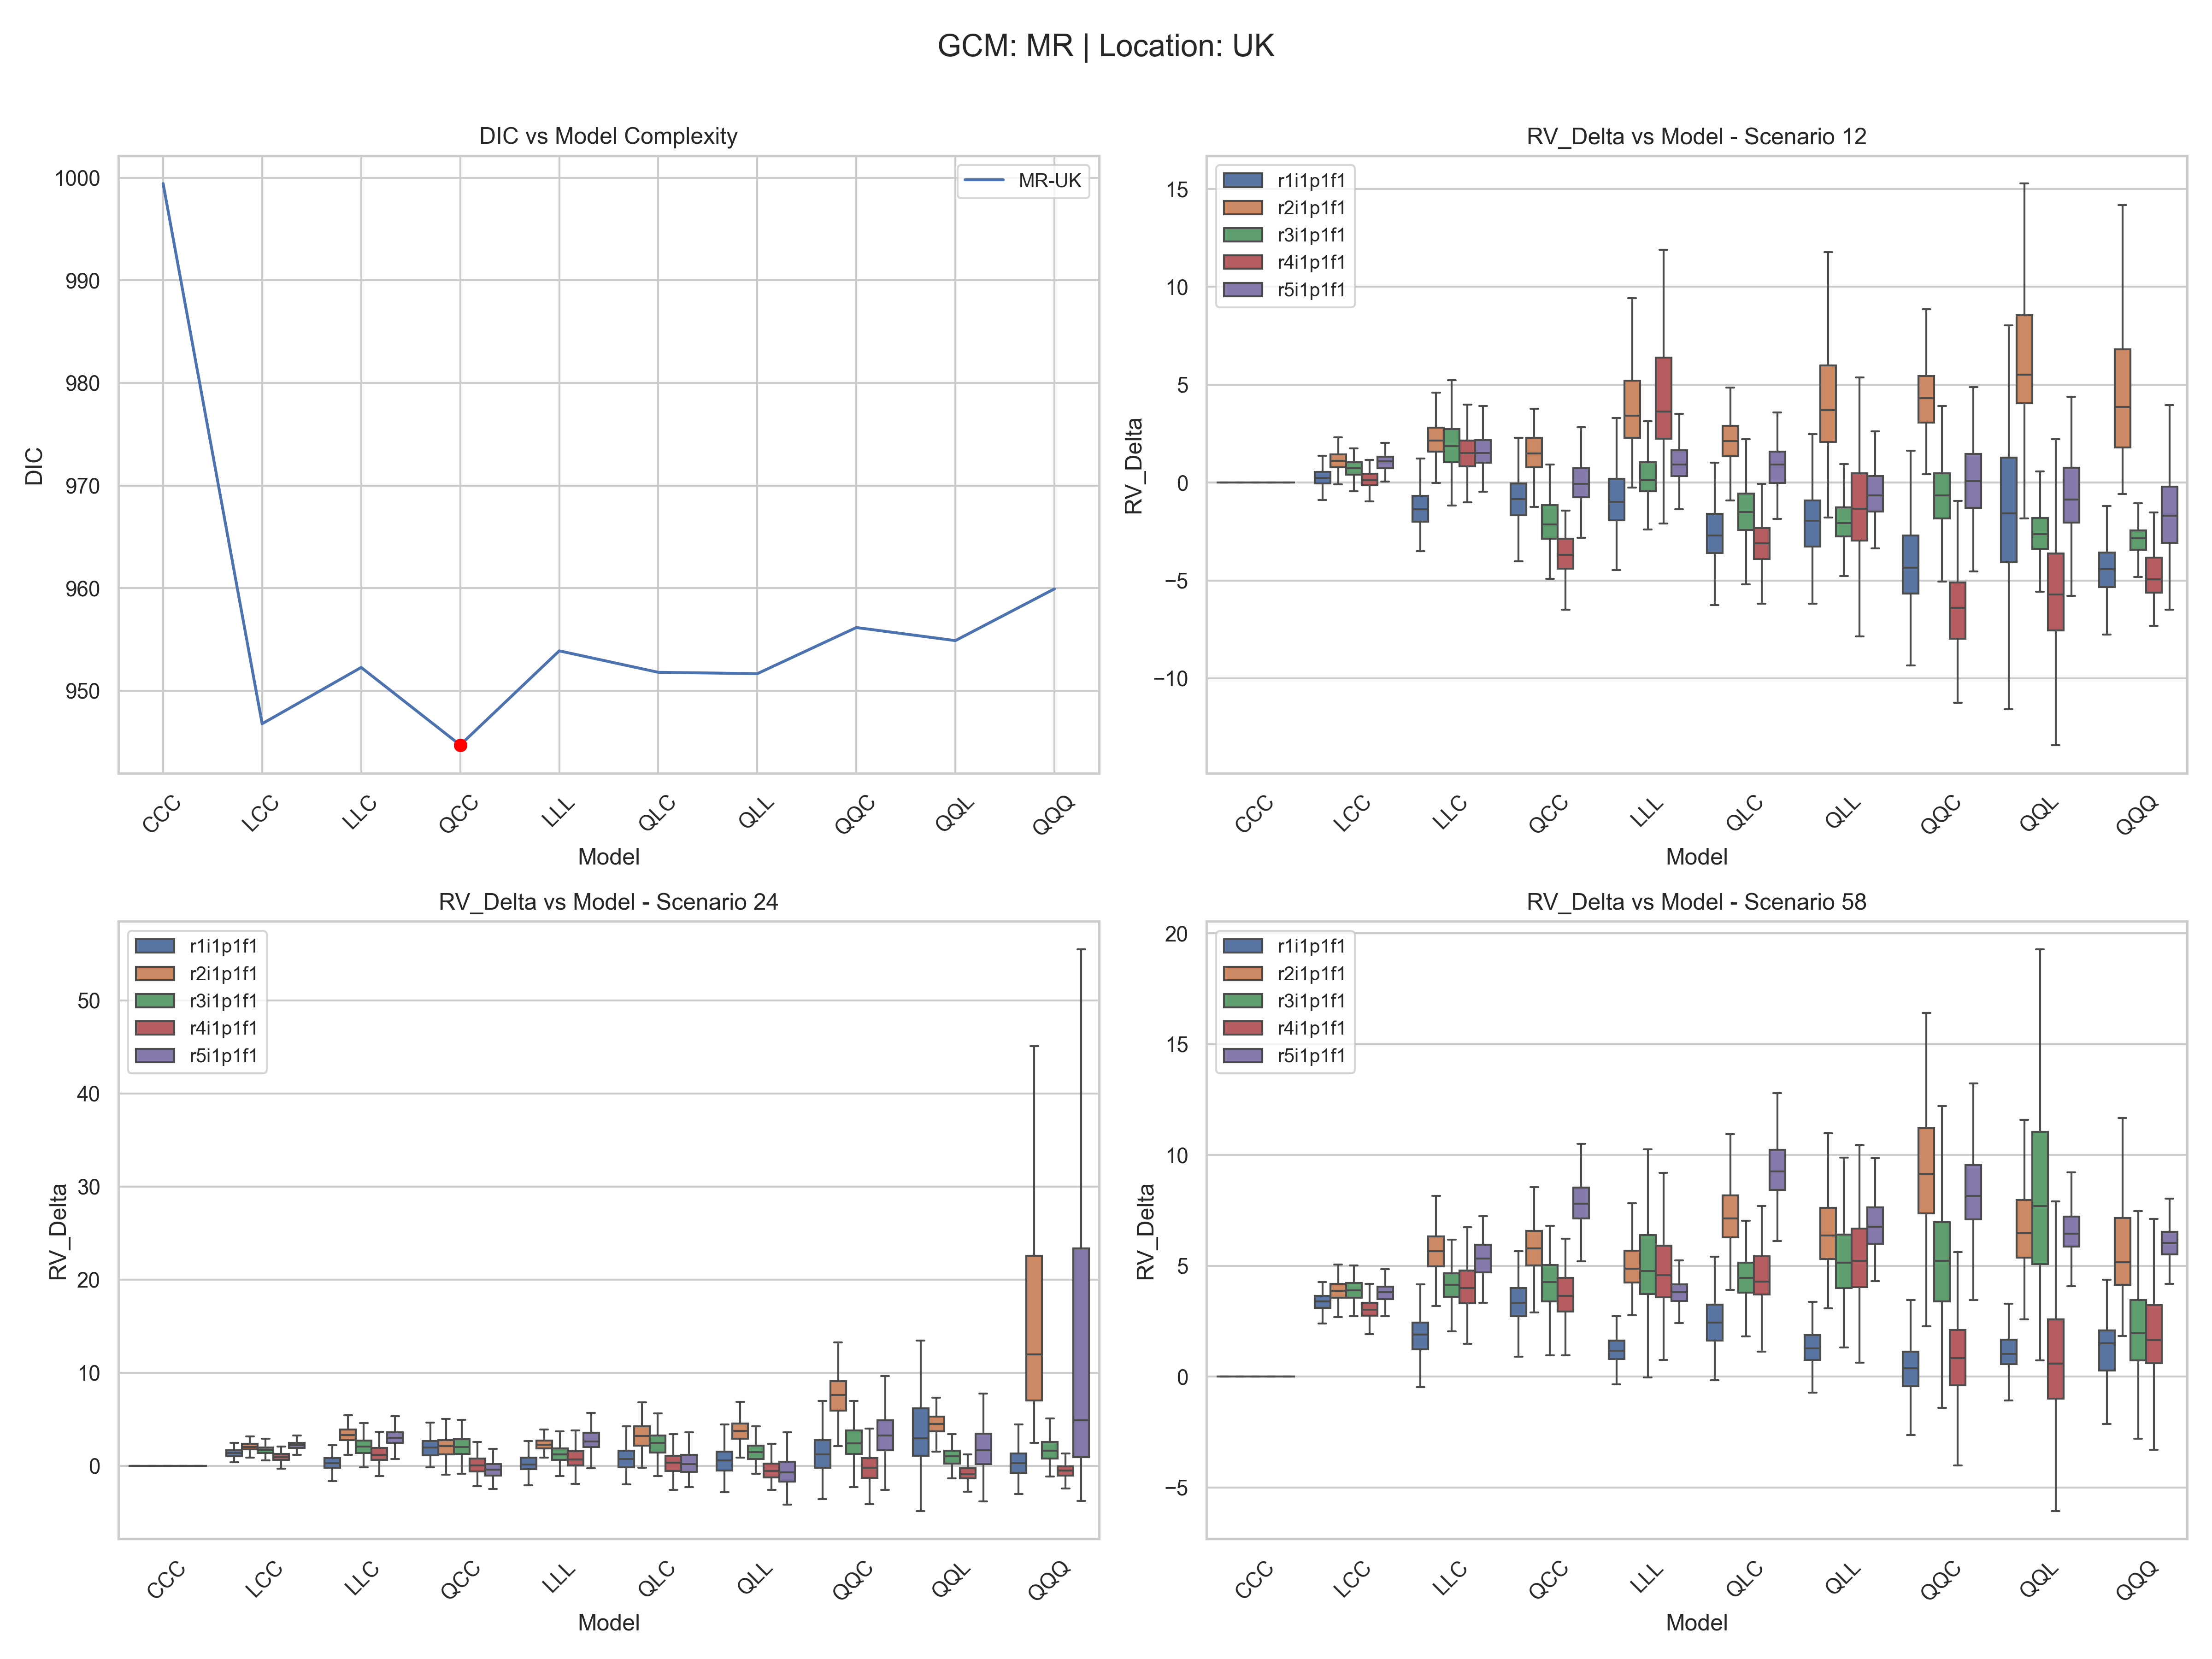 GCM: MR | Location: UK
DIC vs Model Complexity
DIC
1000
990
980
970
960
950
MR-UK
CCC
LCC
LLC
QCC
LLL
QLC
QLL
QQC
QQL
QQQ
Model
RV_Delta vs Model - Scenario 12
RV_Delta
15
10
5
0
−5
−10
r1i1p1f1
r2i1p1f1
r3i1p1f1
r4i1p1f1
r5i1p1f1
CCC
LCC
LLC
QCC
LLL
QLC
QLL
QQC
QQL
QQQ
Model
RV_Delta vs Model - Scenario 24
RV_Delta
50
40
30
20
10
0
r1i1p1f1
r2i1p1f1
r3i1p1f1
r4i1p1f1
r5i1p1f1
CCC
LCC
LLC
QCC
LLL
QLC
QLL
QQC
QQL
QQQ
Model
RV_Delta vs Model - Scenario 58
RV_Delta
20
15
10
5
0
−5
r1i1p1f1
r2i1p1f1
r3i1p1f1
r4i1p1f1
r5i1p1f1
CCC
LCC
LLC
QCC
LLL
QLC
QLL
QQC
QQL
QQQ
Model